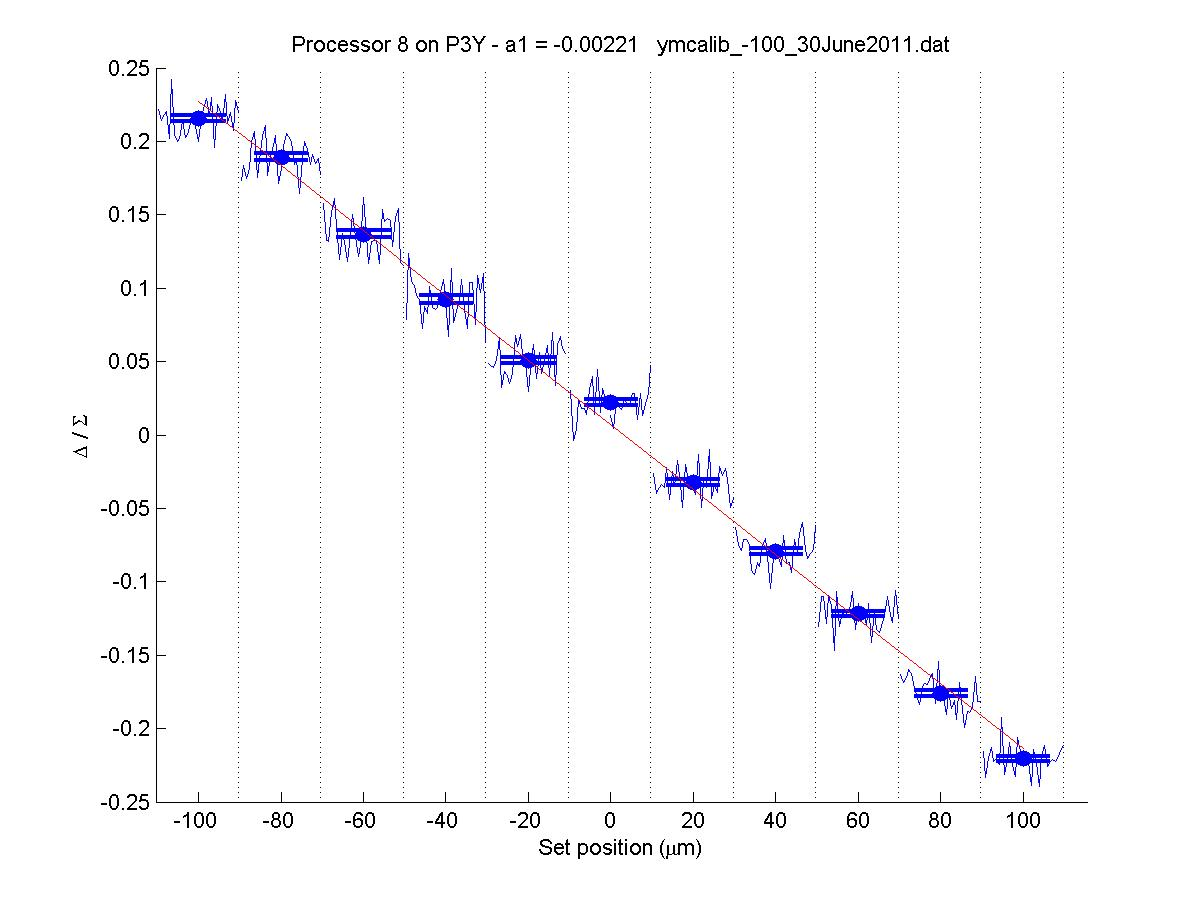 Processor 8 on P3Y - a1 = -0.00221   ymcalib_-100_30June2011.dat
0.25
0.2
0.15
0.1
0.05
0
-0.05
-0.1
-0.15
-0.2
-0.25
Δ / Σ
-100 -80 -60 -40 -20 0 20 40 60 80 100
Set position (μm)